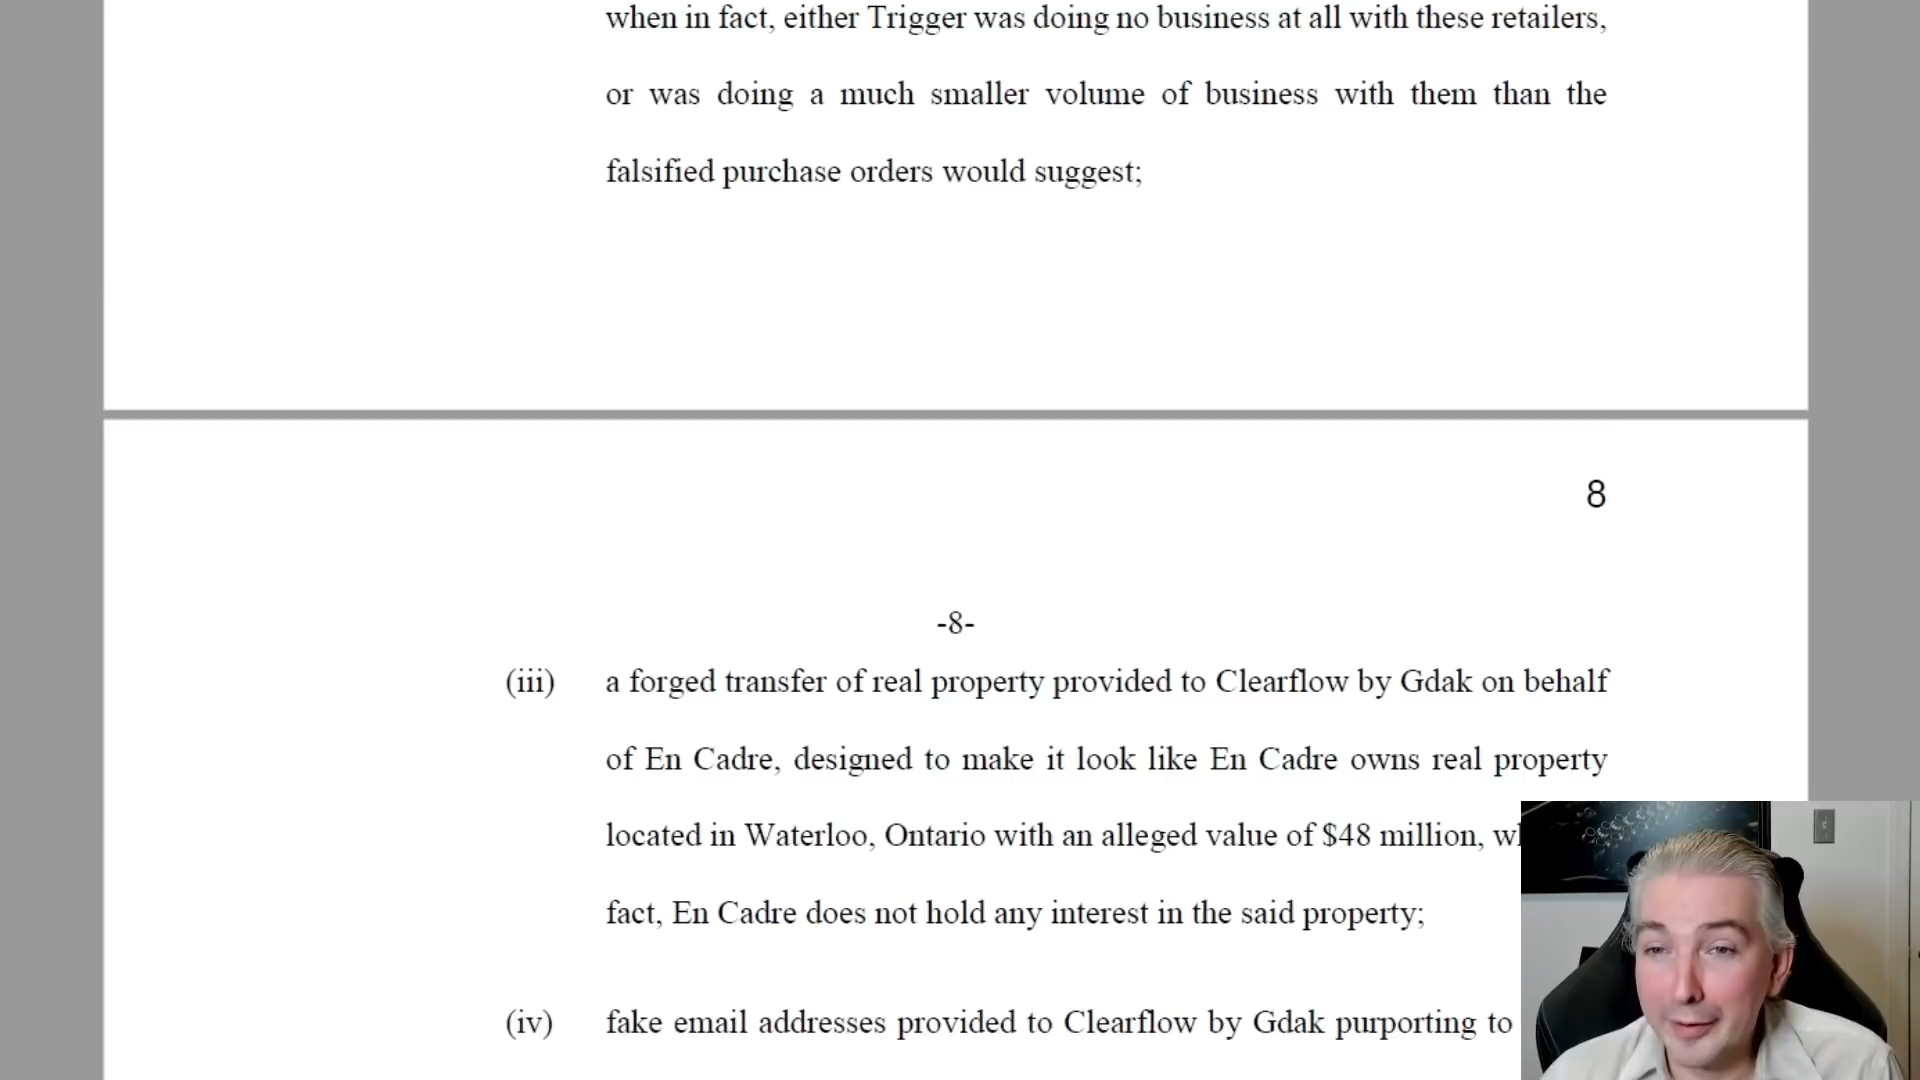 when in fact, either Trigger was doing no business at all with these retailers,
or was doing a much smaller volume of business with them than the
falsified purchase orders would suggest;
8
-8-
(iii) a forged transfer of real property provided to Clearflow by Gdak on behalf
of En Cadre, designed to make it look like En Cadre owns real property
located in Waterloo, Ontario with an alleged value of $48 million,
fact, En Cadre does not hold any interest in the said property;
(iv) fake email addresses provided to Clearflow by Gdak purporting to